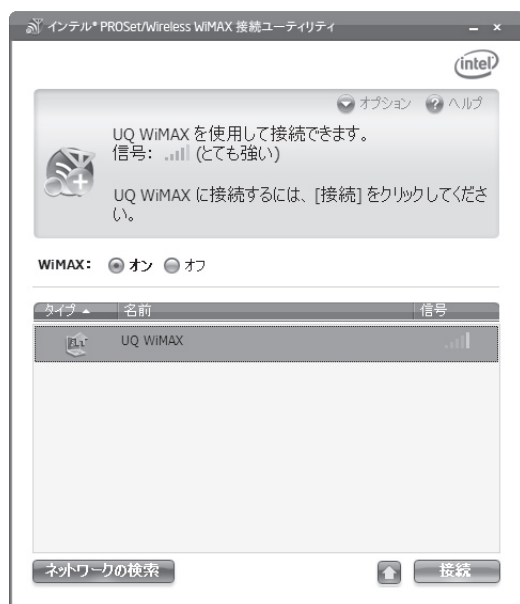 インテル® PROSet/Wireless WiMAX 接続ユーティリティ
intel
オプション ヘルプ
UQ WiMAX を使用して接続できます。
信号: (とても強い)
UQ WiMAX に接続するには、[接続] をクリックしてくださ
い。
WiMAX: オン オフ
タイプ 名前 信号
UQ WiMAX
ネットワークの検索 接続